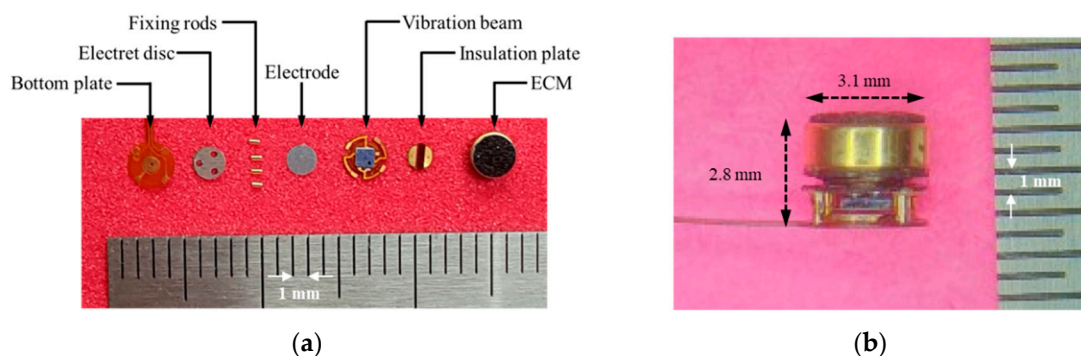 Fixing rods
Vibration beam
Electret disc
Insulation plate
Electrode
Bottom plate
ECM
1 mm
(a)
3.1 mm
2.8 mm
1 mm
(b)